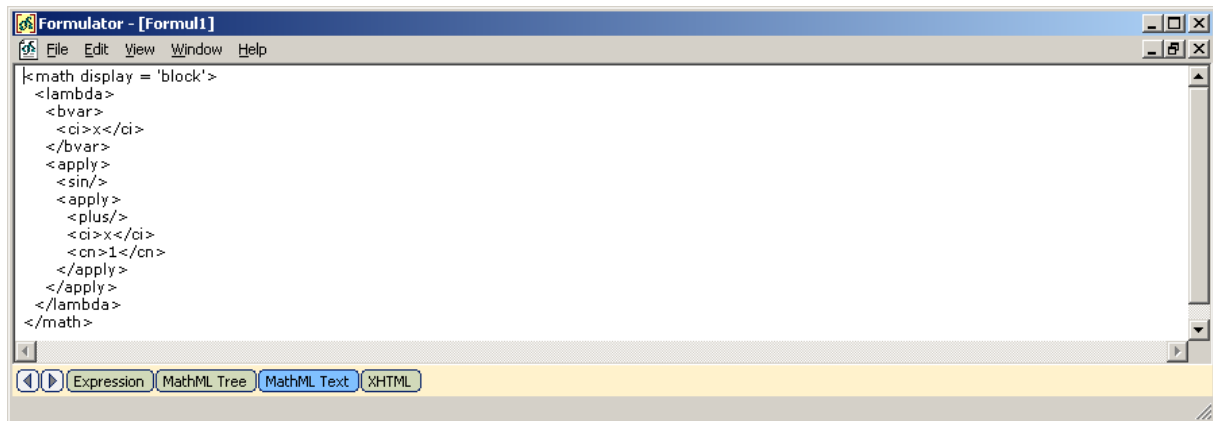 Formulator - [Formul1]
File Edit View Window Help
<math display = 'block'>
<lambda>
<bvar>
<ci>x</ci>
</bvar>
<apply>
<sin/>
<apply>
<plus/>
<ci>x</ci>
<cn>1</cn>
</apply>
</apply>
</lambda>
</math>
Expression MathML Tree MathML Text XHTML